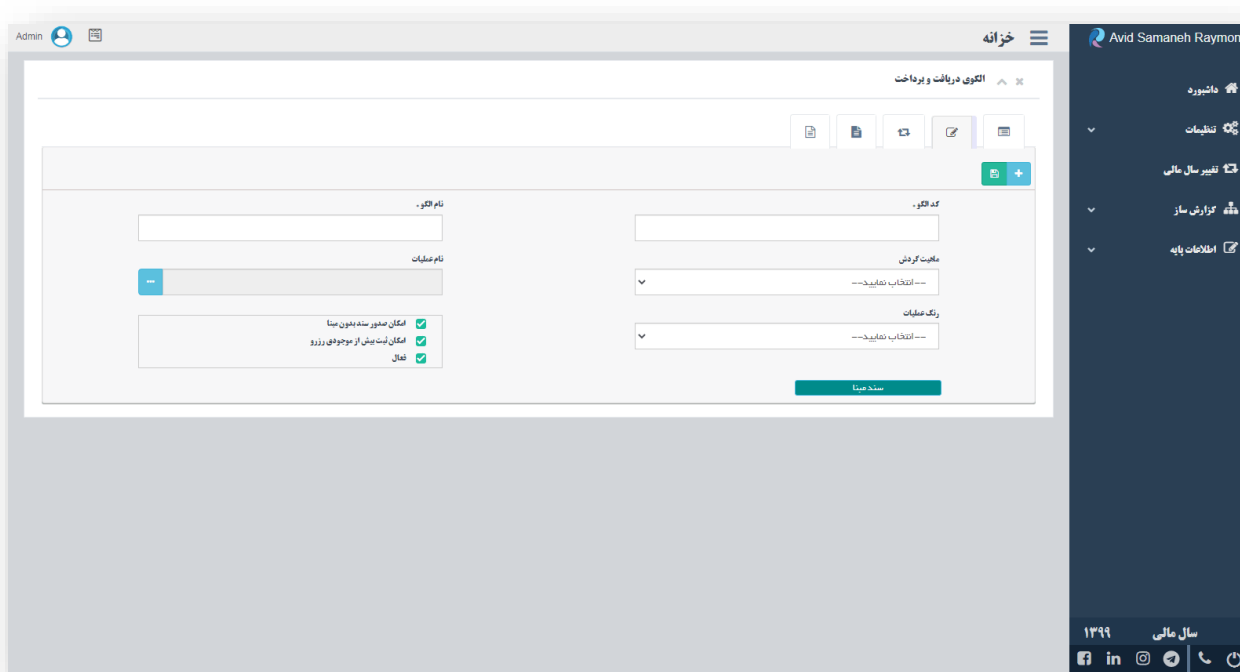 Avid Samaneh Raymon
خزانه
Admin
داشبورد
تنظیمات
تغییر سال مالی
گزارش ساز
اطلاعات پایه
الگوی دریافت و پرداخت
کد الگو
نام الگو
ماهیت گردش
نام عملیات
--انتخاب نمایید--
رنگ عملیات
--انتخاب نمایید--
امکان صدور سند بدون مبنا
امکان ثبت بیش از موجودی رزرو
فعال
سند مبنا
سال مالی ۱۳۹۹